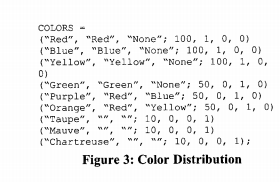 COLORS =
("Red", "Red", "None"; 100, 1, 0, 0)
("Blue", "Blue", "None"; 100, 1, 0, 0)
("Yellow", "Yellow", "None"; 100, 1, 0,
0)
("Green", "Green", "None"; 50, 0, 1, 0)
("Purple", "Red", "Blue"; 50, 0, 1, 0)
("Orange", "Red", "Yellow"; 50, 0, 1, 0)
("Taupe", "", ""; 10, 0, 0, 1)
("Mauve", "", ""; 10, 0, 0, 1)
("Chartreuse", "", ""; 10, 0, 0, 1);
Figure 3: Color Distribution